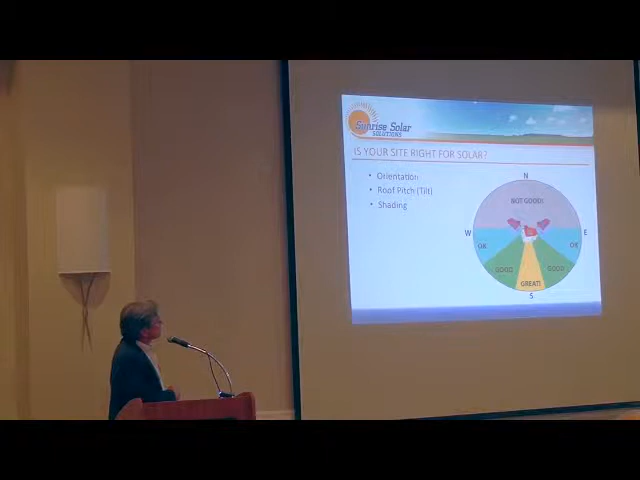 Sunrise Solar
SOLUTIONS
IS YOUR SITE RIGHT FOR SOLAR?
• Orientation
• Roof Pitch (Tilt)
• Shading
N
NOT GOOD!!
W
E
OK
OK
GOOD
GOOD
GREAT!
S